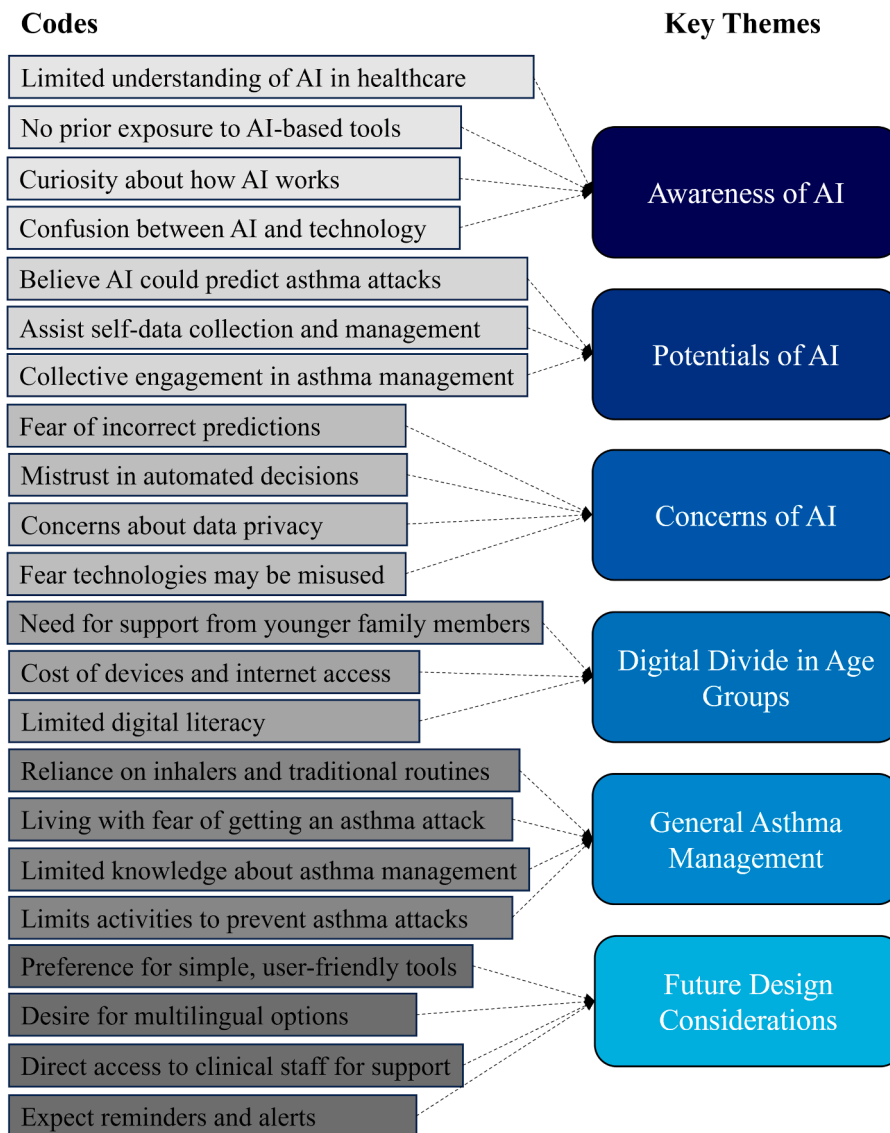 Codes
Key Themes
Limited understanding of AI in healthcare
No prior exposure to AI-based tools
Curiosity about how AI works
Confusion between AI and technology
Awareness of AI
Believe AI could predict asthma attacks
Assist self-data collection and management
Collective engagement in asthma management
Potentials of AI
Fear of incorrect predictions
Mistrust in automated decisions
Concerns about data privacy
Fear technologies may be misused
Concerns of AI
Need for support from younger family members
Cost of devices and internet access
Limited digital literacy
Digital Divide in Age
Groups
Reliance on inhalers and traditional routines
Living with fear of getting an asthma attack
Limited knowledge about asthma management
Limits activities to prevent asthma attacks
General Asthma
Management
Preference for simple, user-friendly tools
Desire for multilingual options
Direct access to clinical staff for support
Expect reminders and alerts
Future Design
Considerations